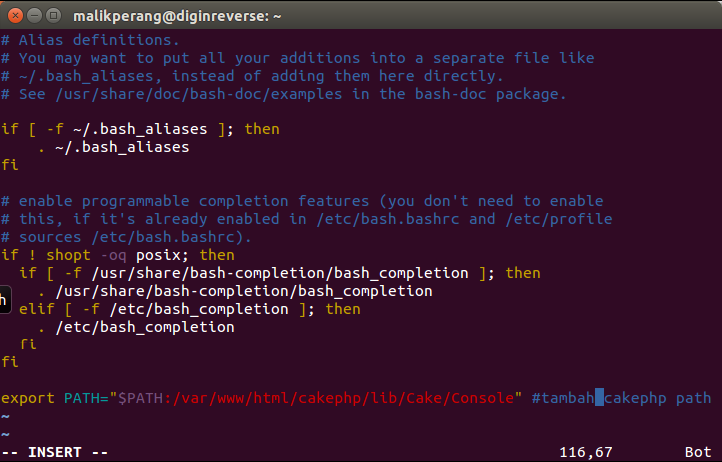 malikperang@diginreverse: ~
# Alias definitions.
# You may want to put all your additions into a separate file like
# ~/.bash_aliases, instead of adding them here directly.
# See /usr/share/doc/bash-doc/examples in the bash-doc package.
if [ -f ~/.bash_aliases ]; then
    . ~/.bash_aliases
fi
# enable programmable completion features (you don't need to enable
# this, if it's already enabled in /etc/bash.bashrc and /etc/profile
# sources /etc/bash.bashrc).
if ! shopt -oq posix; then
  if [ -f /usr/share/bash-completion/bash_completion ]; then
    . /usr/share/bash-completion/bash_completion
h
  elif [ -f /etc/bash_completion ]; then
    . /etc/bash_completion
  fi
fi
export PATH="$PATH:/var/www/html/cakephp/lib/Cake/Console" #tambah cakephp path
~
~
-- INSERT -- 116,67 Bot